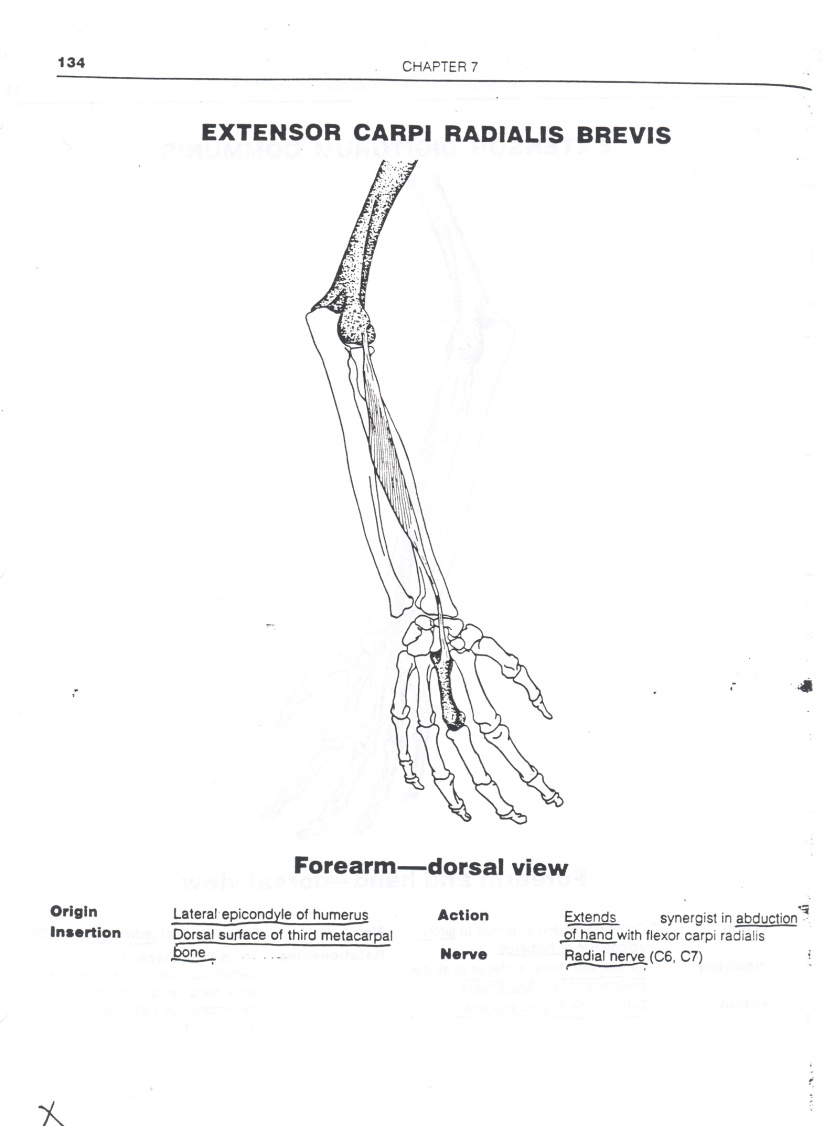 134
CHAPTER 7
EXTENSOR CARPI RADIALIS BREVIS
Forearm—dorsal view
Origin Lateral epicondyle of humerus
Insertion Dorsal surface of third metacarpal
bone
Action Extends synergist in abduction
of hand with flexor carpi radialis
Nerve Radial nerve (C6, C7)